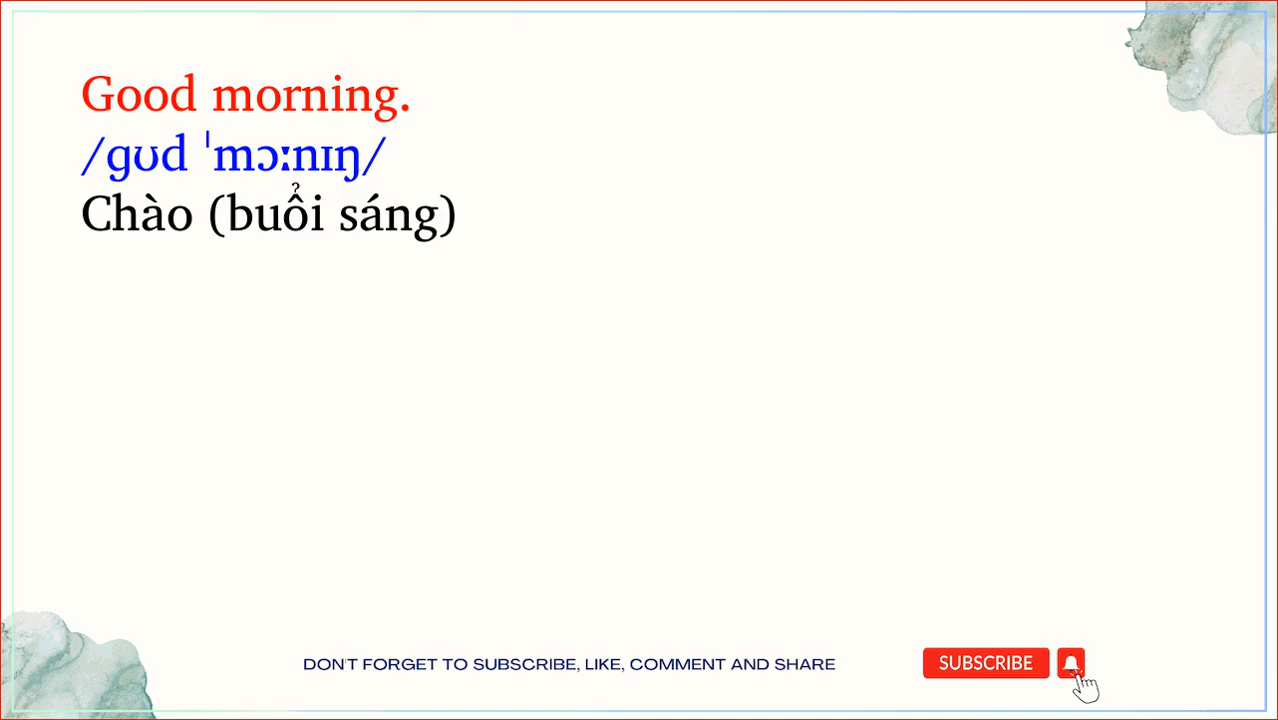 Good morning.
/ɡʊd ˈmɔːnɪŋ/
Chào (buổi sáng)
DON'T FORGET TO SUBSCRIBE, LIKE, COMMENT AND SHARE
SUBSCRIBE